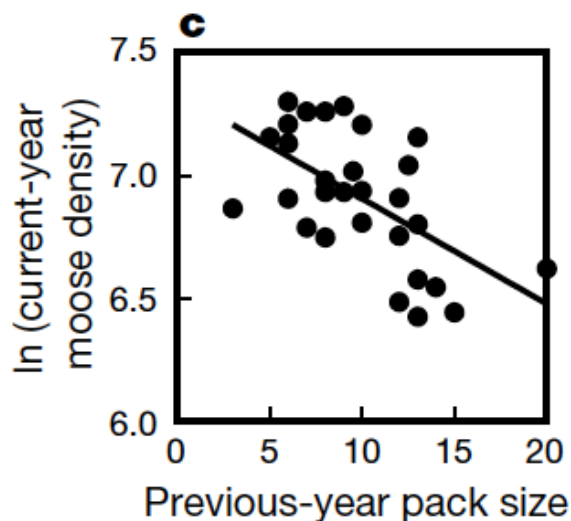 c
7.5
7.0
6.5
6.0
ln (current-year
moose density)
0 5 10 15 20
Previous-year pack size